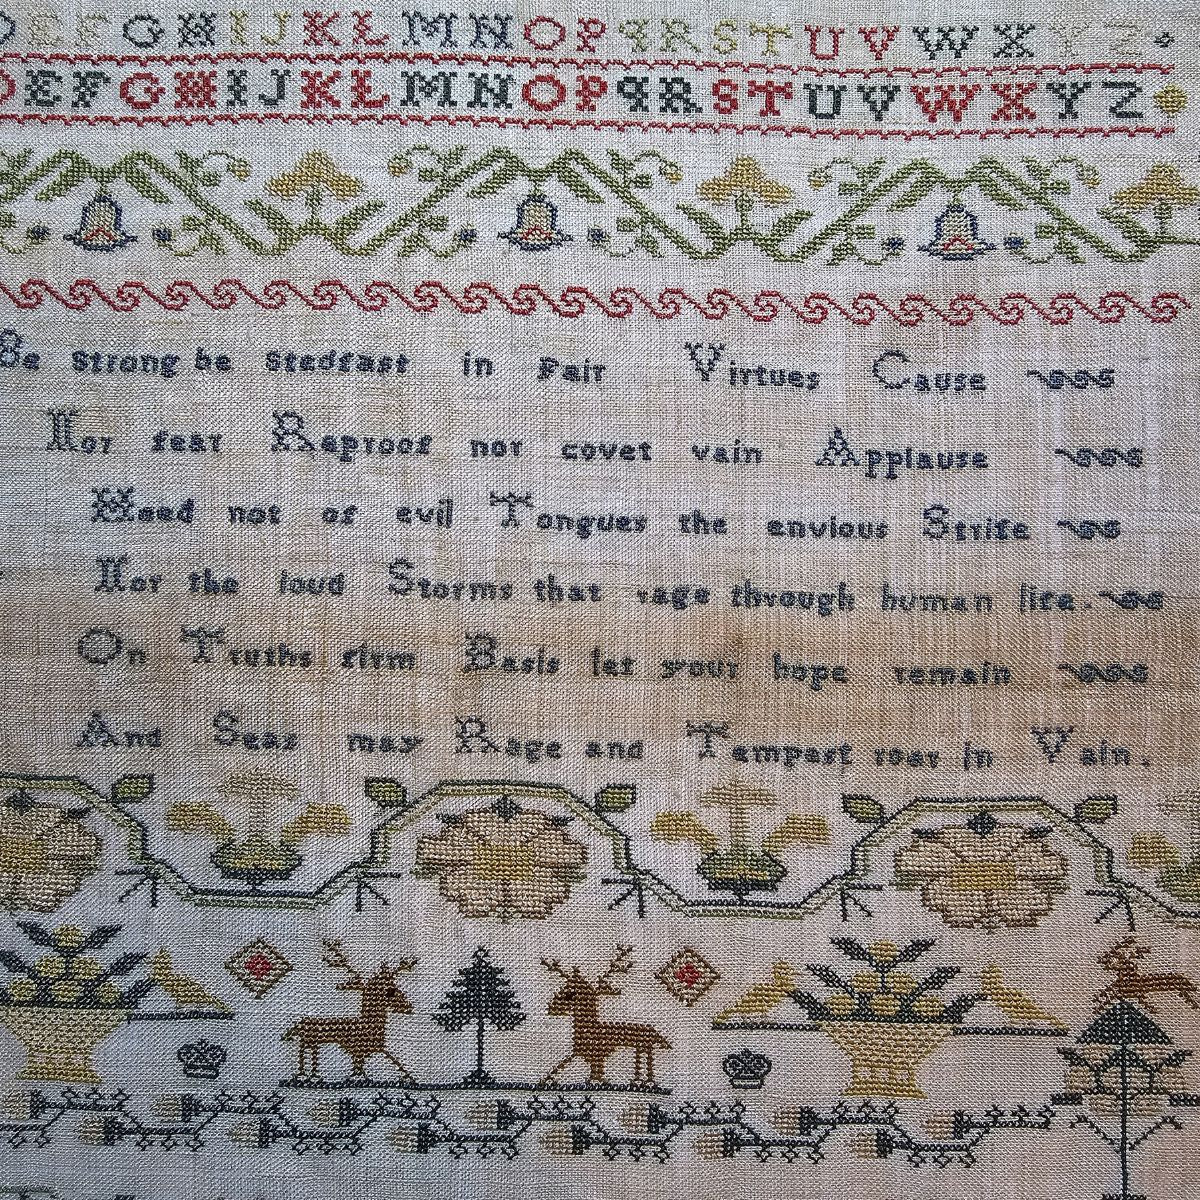 EFGHIJKLMNOPqRSTUVWXYZ
EFGHIJKLMNOPqRSTUVWXYZ
Be strong be stedfast in Fair Virtues Cause
Nor fear Reproof nor covet vain Applause
Heed not of evil Tongues the envious Strife
Nor the loud Storms that rage through human life.
On Truths firm Basis let your hope remain
And Seas may Rage and Tempest roar in Vain.